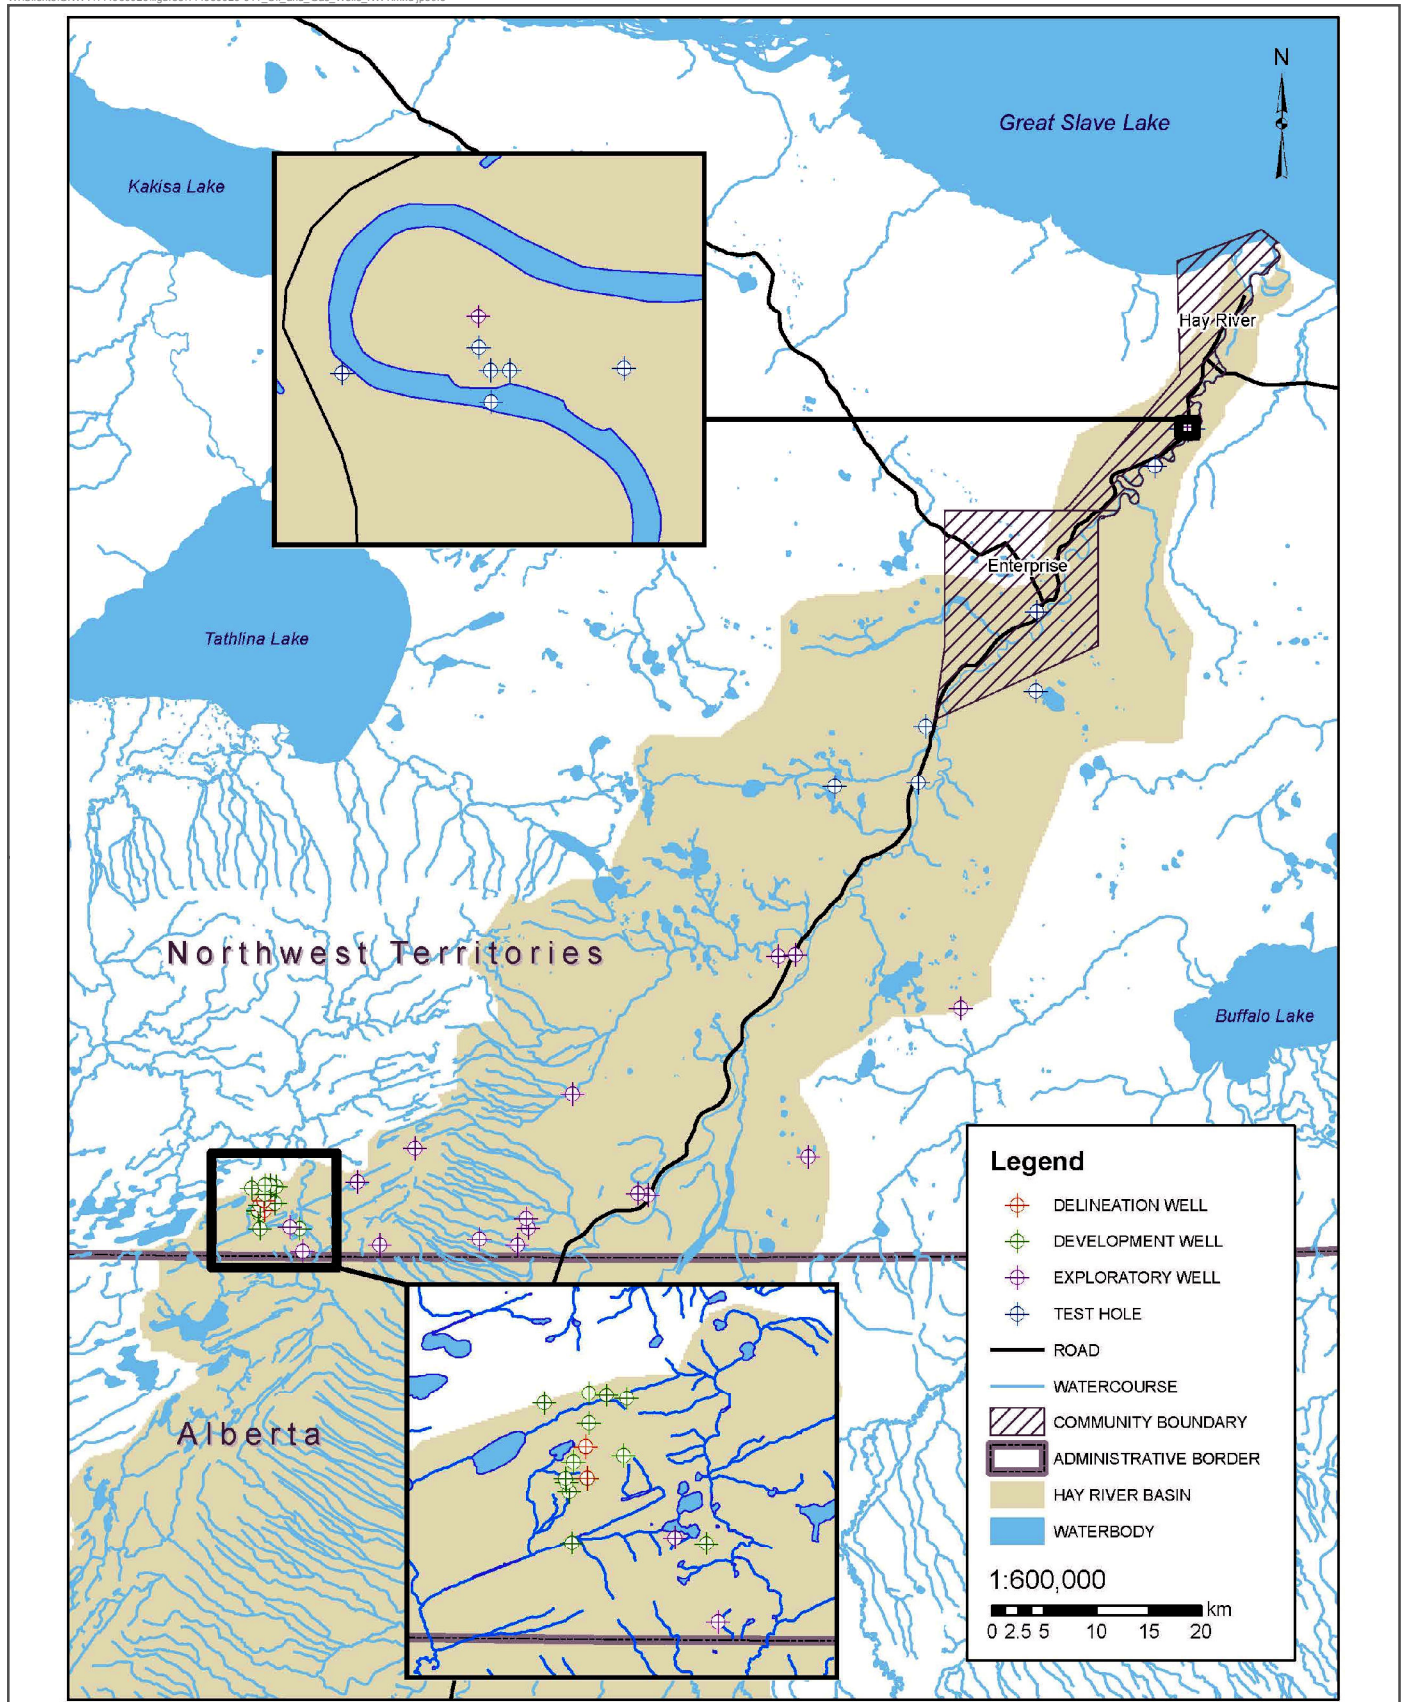 N
Great Slave Lake
Kakisa Lake
Hay River
Enterprise
Tathlina Lake
Northwest Territories
Buffalo Lake
Alberta
Legend
DELINEATION WELL
DEVELOPMENT WELL
EXPLORATORY WELL
TEST HOLE
ROAD
WATERCOURSE
COMMUNITY BOUNDARY
ADMINISTRATIVE BORDER
HAY RIVER BASIN
WATERBODY
1:600,000
km
0 2.5 5 10 15 20